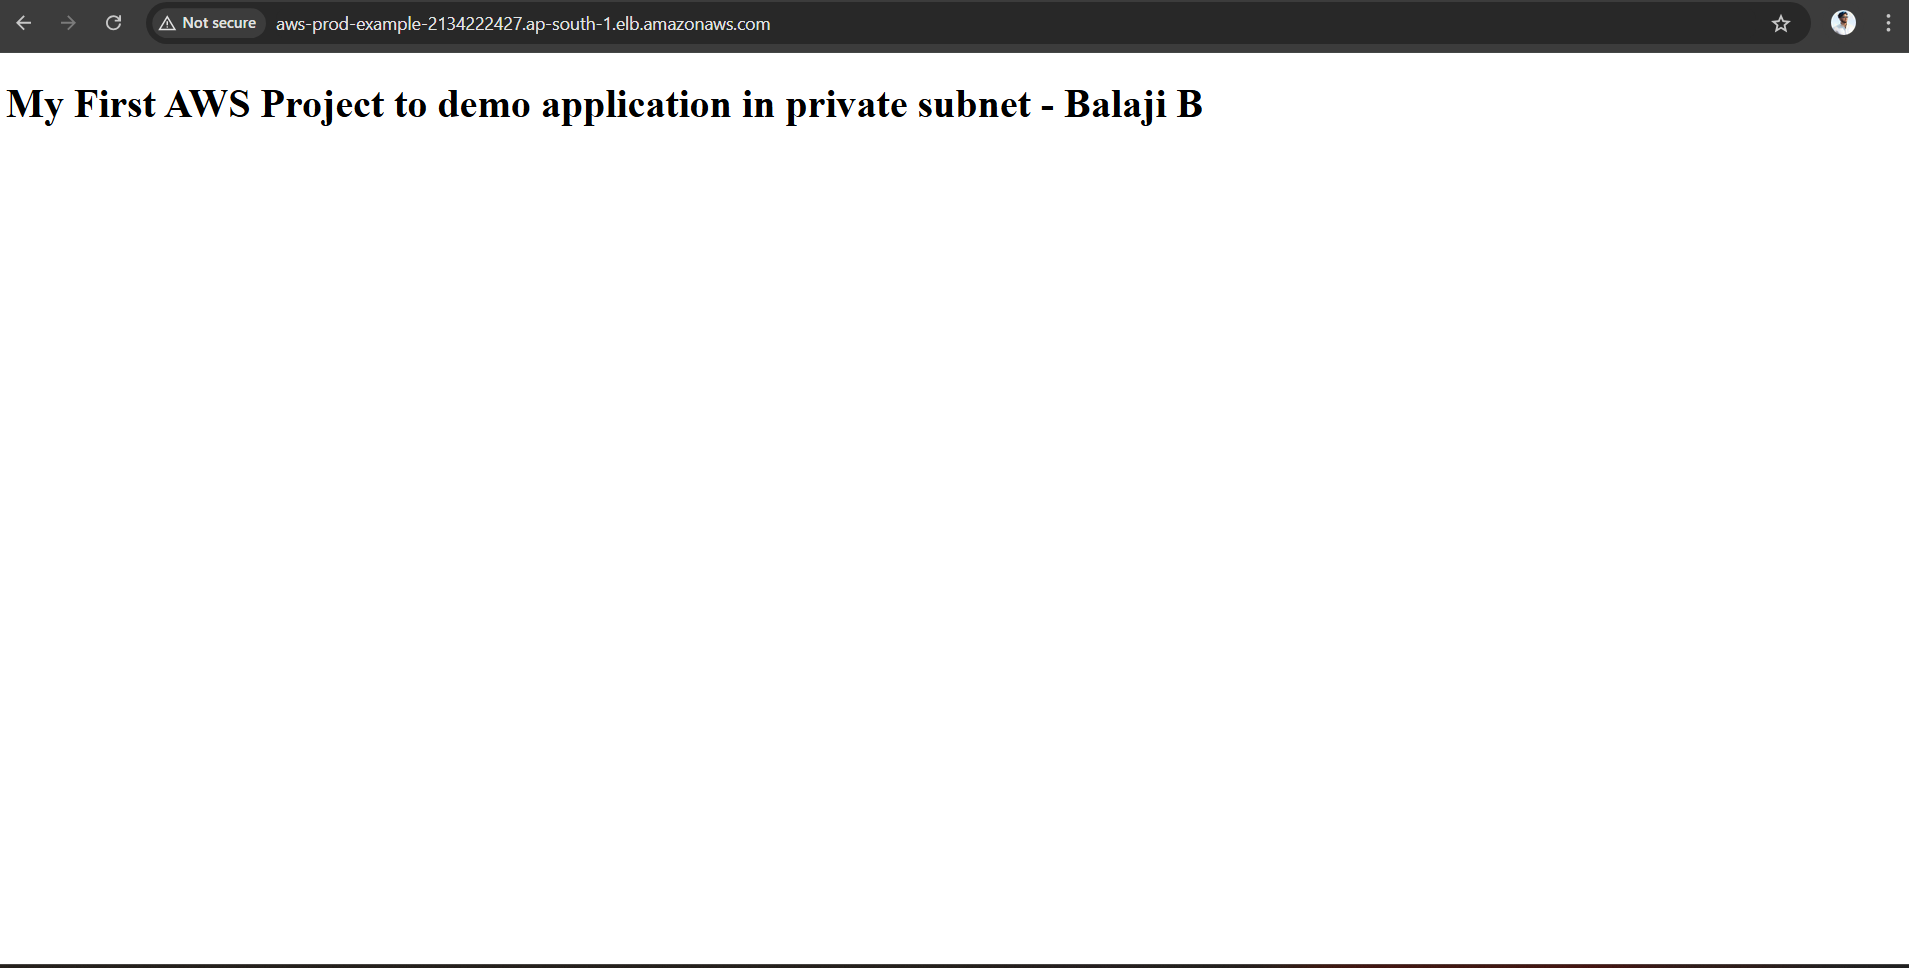 Not secure aws-prod-example-2134222427.ap-south-1.elb.amazonaws.com
My First AWS Project to demo application in private subnet - Balaji B